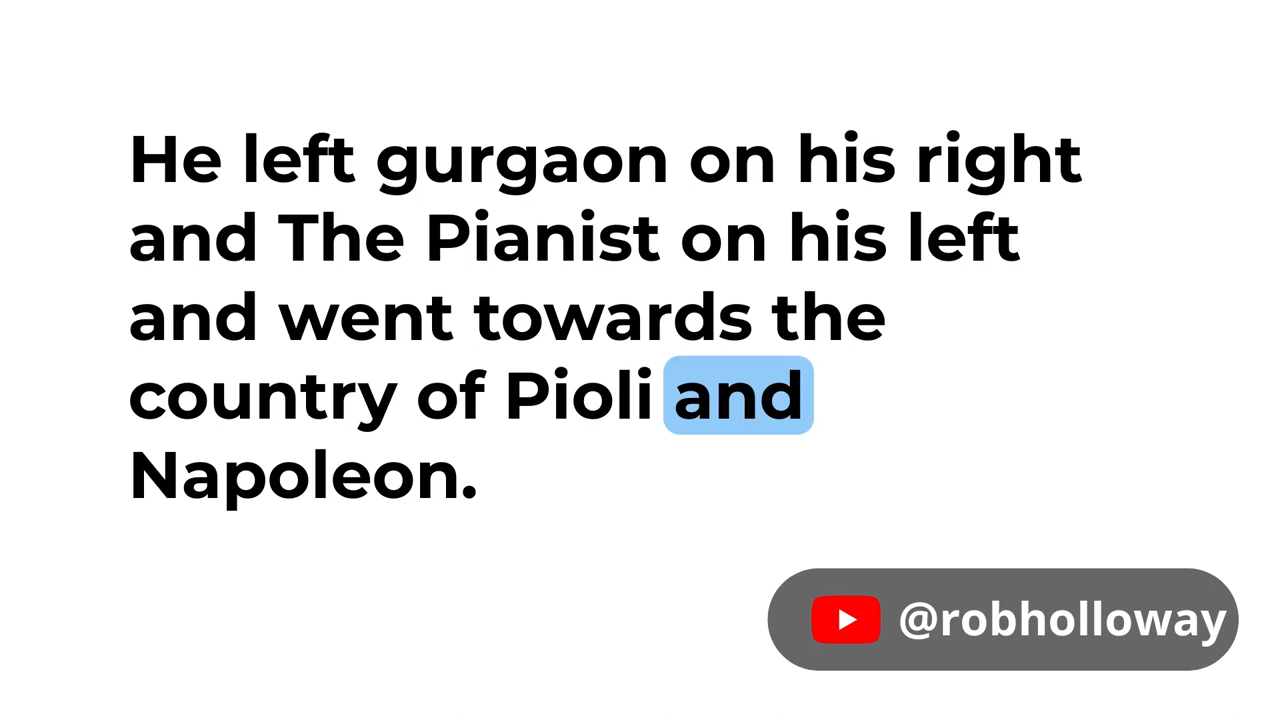 He left gurgaon on his right
and The Pianist on his left
and went towards the
country of Pioli and
Napoleon.
@robholloway